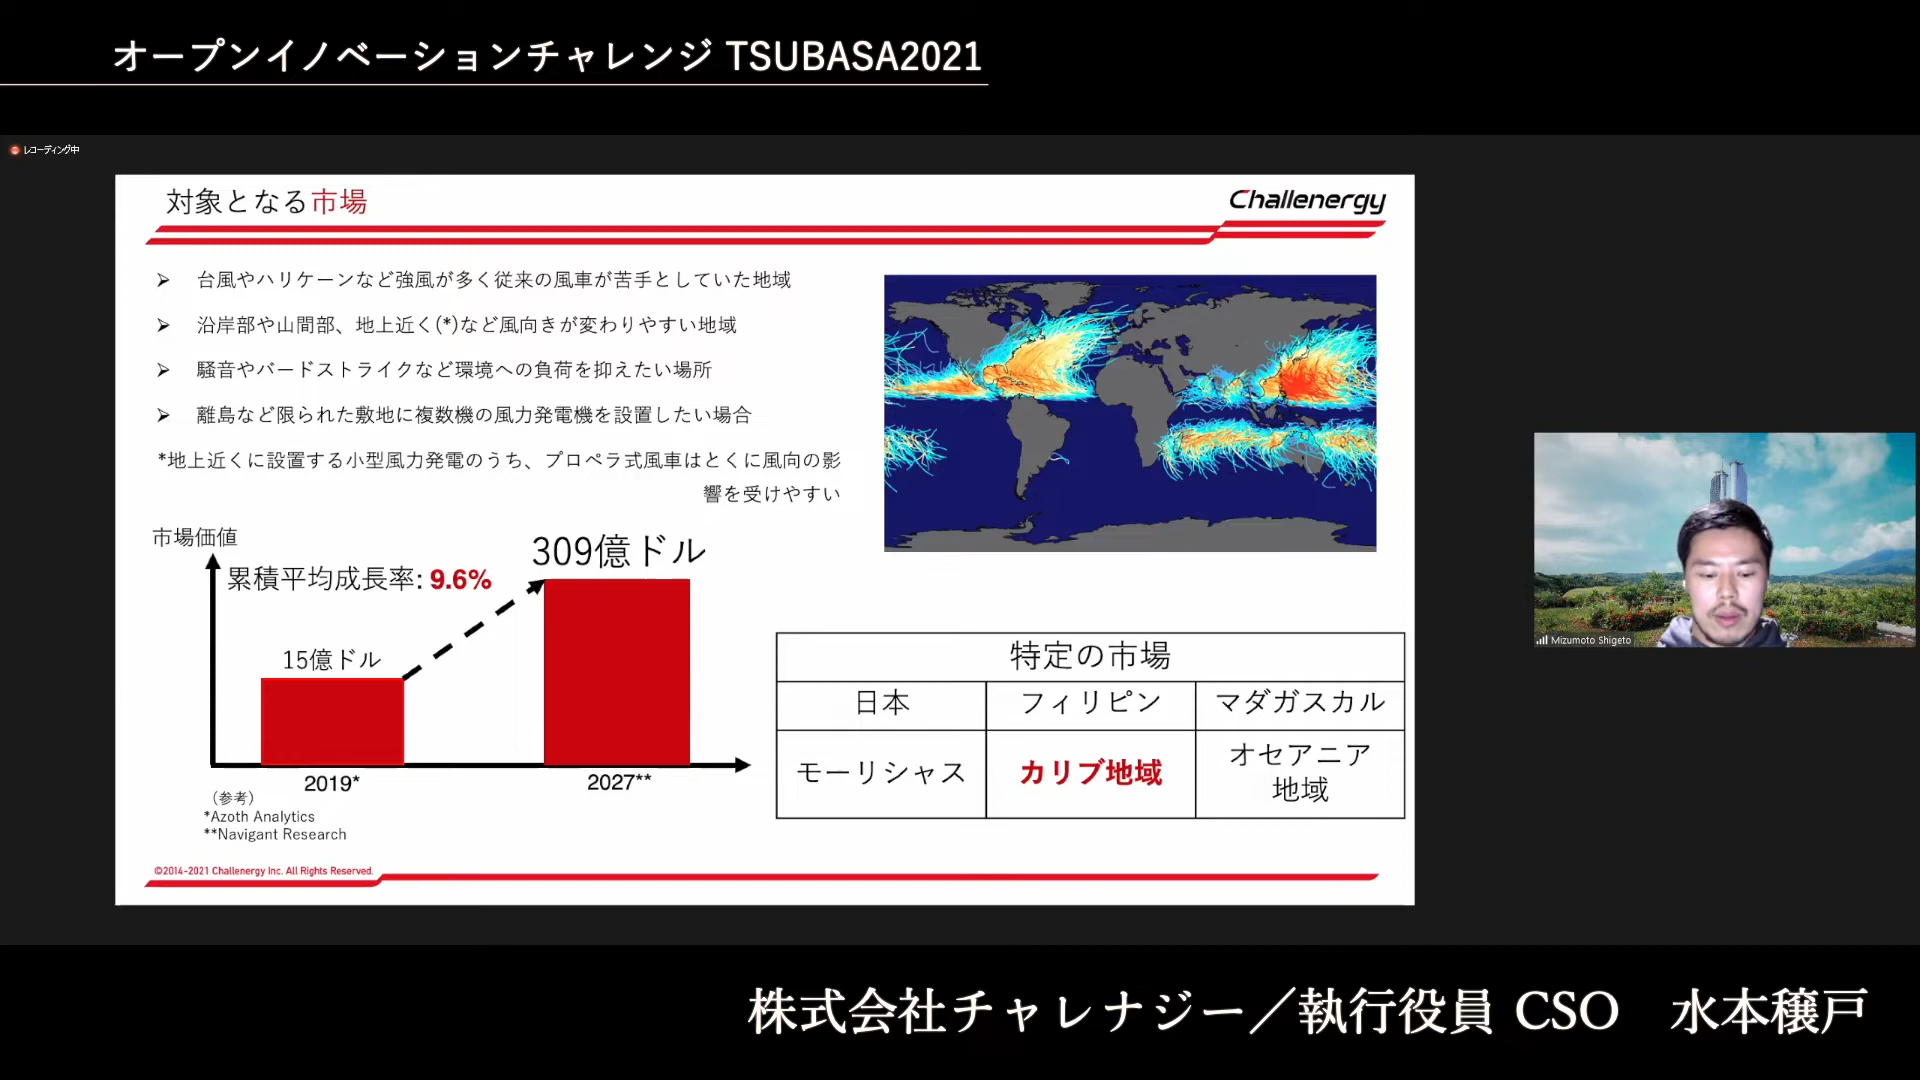 オープンイノベーションチャレンジ TSUBASA2021
レコーディング中
対象となる市場
Challenergy
➢ 台風やハリケーンなど強風が多く従来の風車が苦手としていた地域
➢ 沿岸部や山間部、地上近く(*)など風向きが変わりやすい地域
➢ 騒音やバードストライクなど環境への負荷を抑えたい場所
➢ 離島など限られた敷地に複数機の風力発電機を設置したい場合
*地上近くに設置する小型風力発電のうち、プロペラ式風車はとくに風向の影
響を受けやすい
市場価値
309億ドル
累積平均成長率: 9.6%
15億ドル
2019*
2027**
（参考）
*Azoth Analytics
**Navigant Research
特定の市場
日本 フィリピン マダガスカル
モーリシャス カリブ地域 オセアニア
地域
©2014-2021 Challenergy Inc. All Rights Reserved.
Mizumoto Shigeto
株式会社チャレナジー／執行役員 CSO 水本穣戸